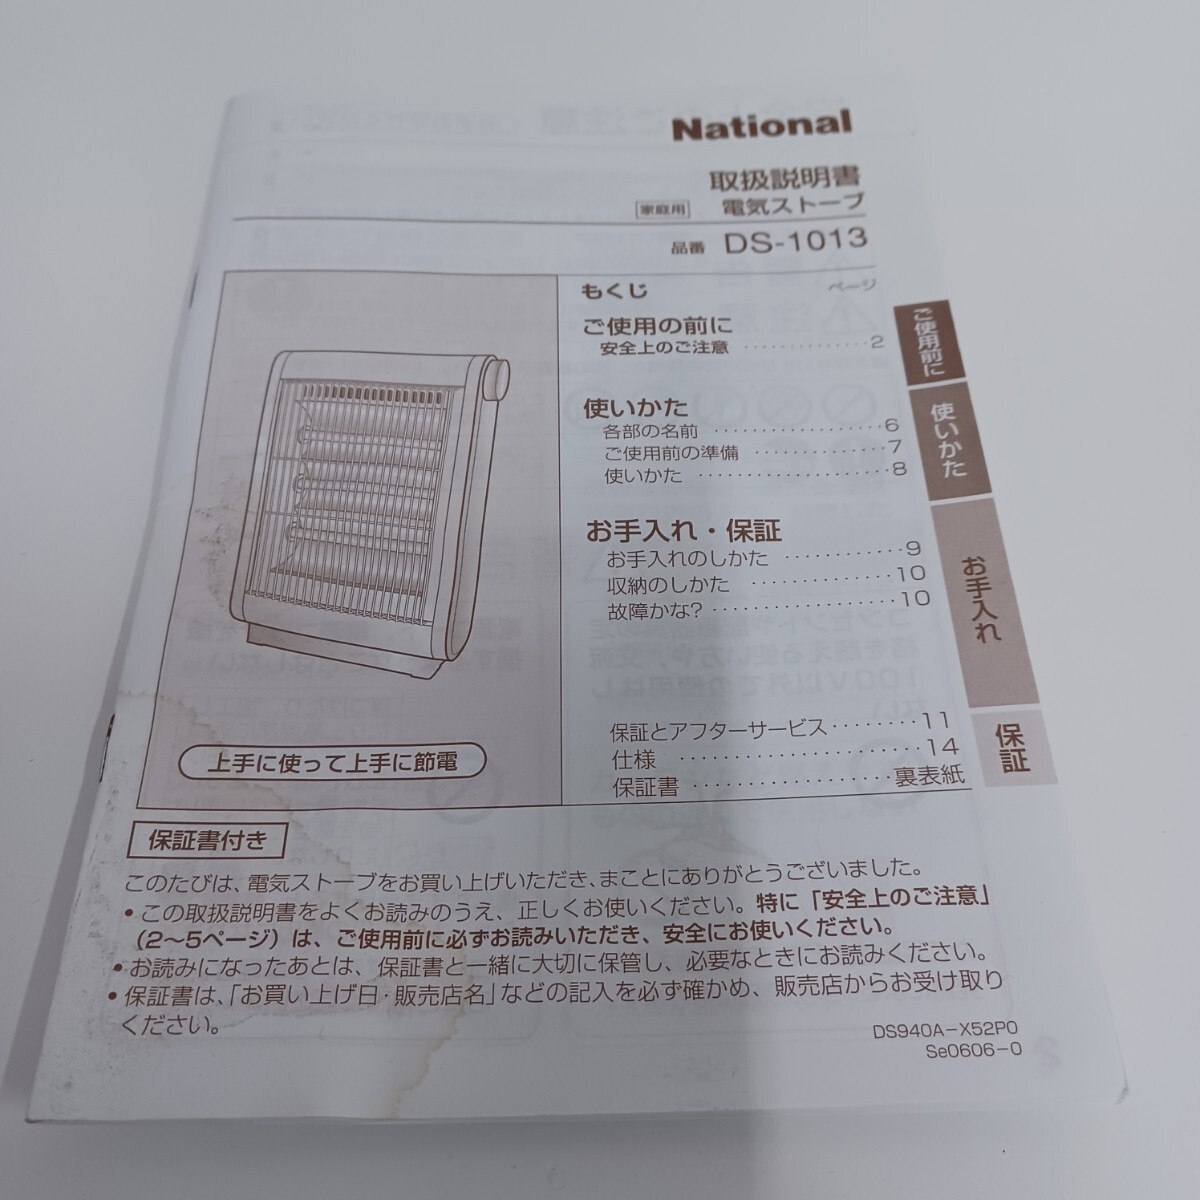 National
取扱説明書
家庭用 電気ストーブ
品番 DS-1013
もくじ ページ
ご使用の前に
安全上のご注意 ・・・・・・・・・・・・・・2
使いかた
各部の名前 ・・・・・・・・・・・・・・・・・・6
ご使用前の準備 ・・・・・・・・・・・・・・7
使いかた ・・・・・・・・・・・・・・・・・・・・8
お手入れ・保証
お手入れのしかた ・・・・・・・・・・・・9
収納のしかた ・・・・・・・・・・・・・・・10
故障かな? ・・・・・・・・・・・・・・・・・・10
保証とアフターサービス・・・・・・・・11
仕様 ・・・・・・・・・・・・・・・・・・・・・・・14
保証書 ・・・・・・・・・・・・・・・・・・裏表紙
ご使用前に
使いかた
お手入れ
保証
上手に使って上手に節電
保証書付き
このたびは、電気ストーブをお買い上げいただき、まことにありがとうございました。
•この取扱説明書をよくお読みのうえ、正しくお使いください。特に「安全上のご注意」
(2〜5ページ)は、ご使用前に必ずお読みいただき、安全にお使いください。
•お読みになったあとは、保証書と一緒に大切に保管し、必要なときにお読みください。
•保証書は、「お買い上げ日・販売店名」などの記入を必ず確かめ、販売店からお受け取り
ください。
DS940A-X52P0
Se0606-0